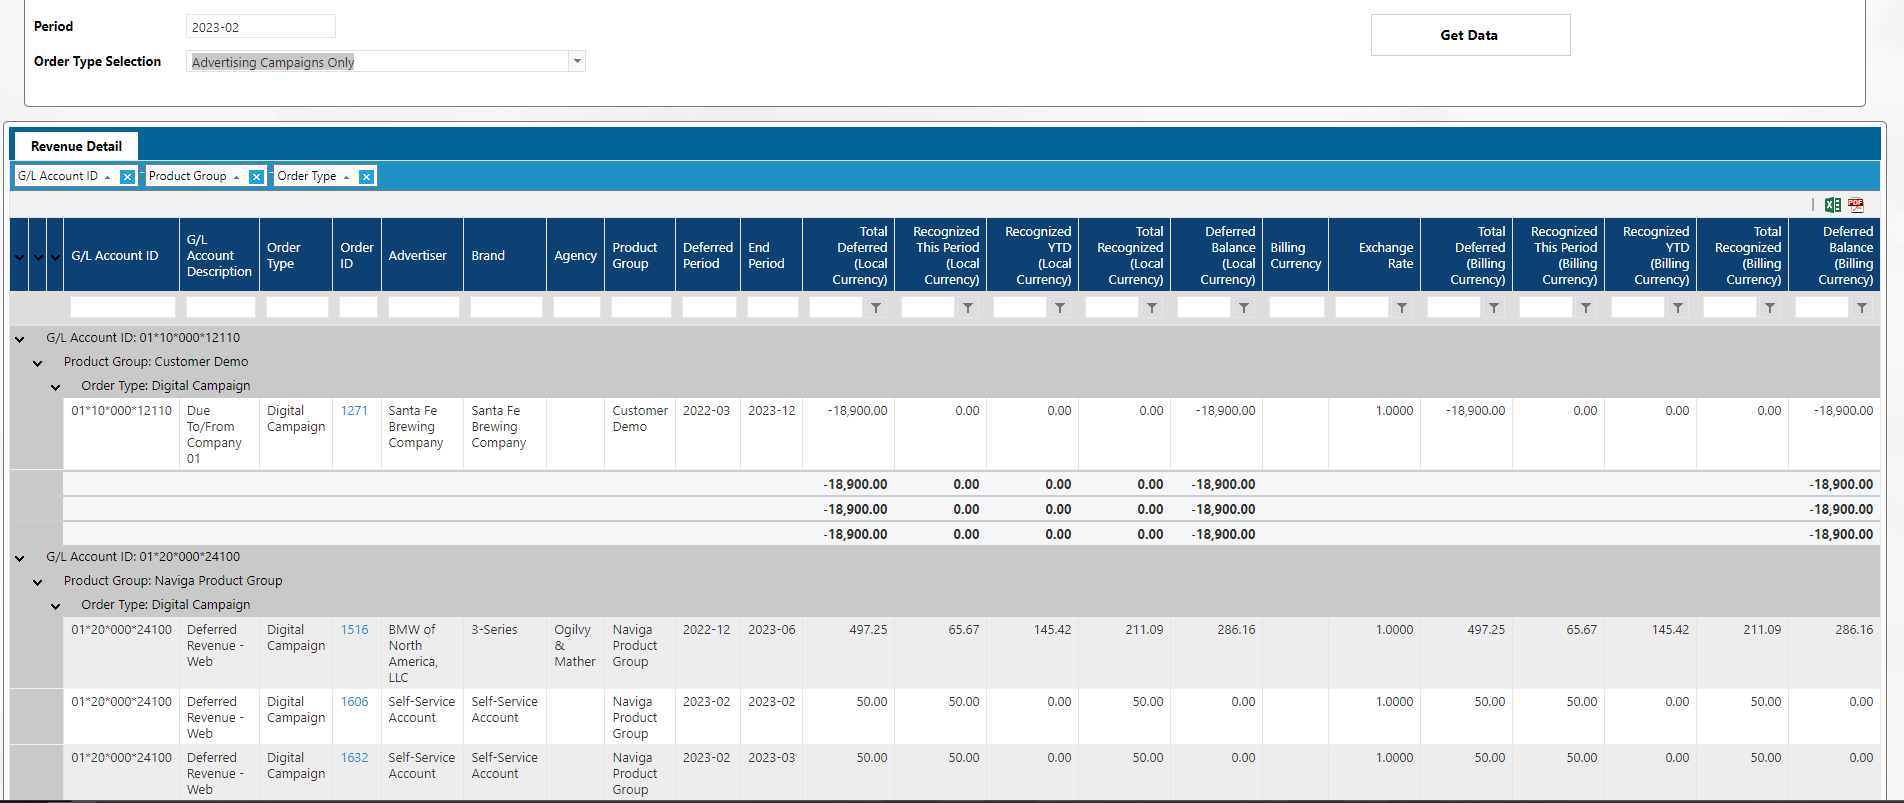 Period
2023-02
Get Data
Order Type Selection
Advertising Campaigns Only
Revenue Detail
G/L Account ID
Product Group
Order Type
G/L Account ID
G/L Account Description
Order Type
Order ID
Advertiser
Brand
Agency
Product Group
Deferred Period
End Period
Total Deferred (Local Currency)
Recognized This Period (Local Currency)
Recognized YTD (Local Currency)
Total Recognized (Local Currency)
Deferred Balance (Local Currency)
Billing Currency
Exchange Rate
Total Deferred (Billing Currency)
Recognized This Period (Billing Currency)
Recognized YTD (Billing Currency)
Total Recognized (Billing Currency)
Deferred Balance (Billing Currency)
G/L Account ID: 01*10*000*12110
Product Group: Customer Demo
Order Type: Digital Campaign
01*10*000*12110 Due To/From Company 01 Digital Campaign 1271 Santa Fe Brewing Company Santa Fe Brewing Company Customer Demo 2022-03 2023-12 -18,900.00 0.00 0.00 0.00 -18,900.00 1.0000 -18,900.00 0.00 0.00 0.00 -18,900.00
-18,900.00 0.00 0.00 0.00 -18,900.00 -18,900.00
-18,900.00 0.00 0.00 0.00 -18,900.00 -18,900.00
-18,900.00 0.00 0.00 0.00 -18,900.00 -18,900.00
G/L Account ID: 01*20*000*24100
Product Group: Naviga Product Group
Order Type: Digital Campaign
01*20*000*24100 Deferred Revenue - Web Digital Campaign 1516 BMW of North America, LLC 3-Series Ogilvy & Mather Naviga Product Group 2022-12 2023-06 497.25 65.67 145.42 211.09 286.16 1.0000 497.25 65.67 145.42 211.09 286.16
01*20*000*24100 Deferred Revenue - Web Digital Campaign 1606 Self-Service Account Self-Service Account Naviga Product Group 2023-02 2023-02 50.00 50.00 0.00 50.00 0.00 1.0000 50.00 50.00 0.00 50.00 0.00
01*20*000*24100 Deferred Revenue - Web Digital Campaign 1632 Self-Service Account Self-Service Account Naviga Product Group 2023-02 2023-03 50.00 50.00 0.00 50.00 0.00 1.0000 50.00 50.00 0.00 50.00 0.00